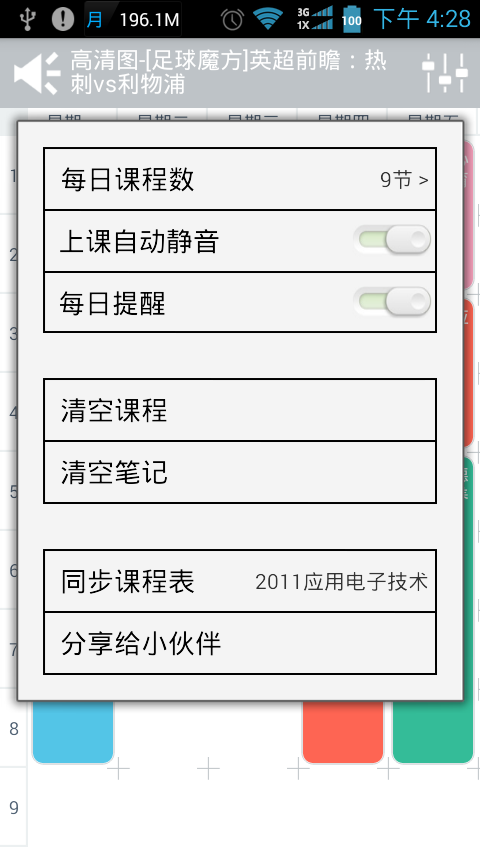 月 196.1M 3G 1X 100 下午 4:28
高清图-[足球魔方]英超前瞻：热
刺vs利物浦
每日课程数 9节 >
上课自动静音
每日提醒
清空课程
清空笔记
同步课程表 2011应用电子技术
分享给小伙伴
1
2
3
4
5
6
7
8
9